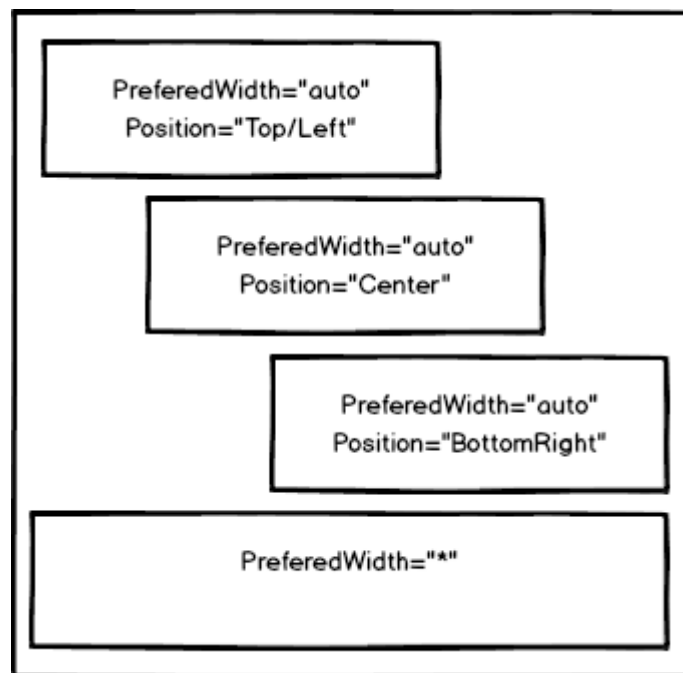 PreferedWidth="auto"
Position="Top/Left"
PreferedWidth="auto"
Position="Center"
PreferedWidth="auto"
Position="BottomRight"
PreferedWidth="*"